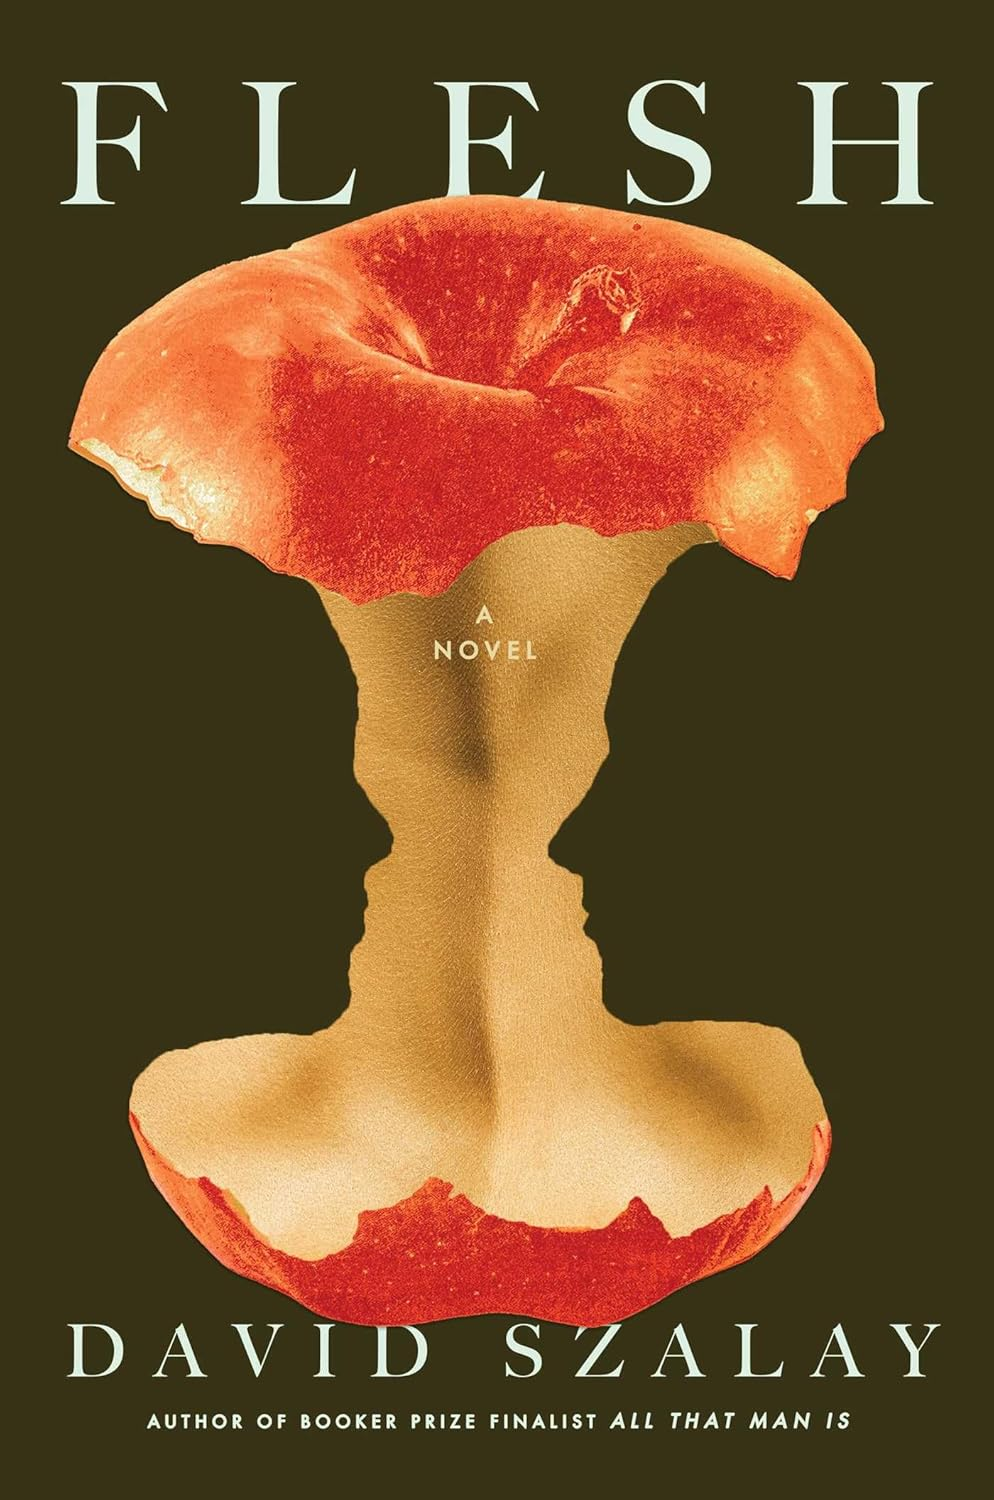 FLESH
A
NOVEL
DAVID SZALAY
AUTHOR OF BOOKER PRIZE FINALIST ALL THAT MAN IS